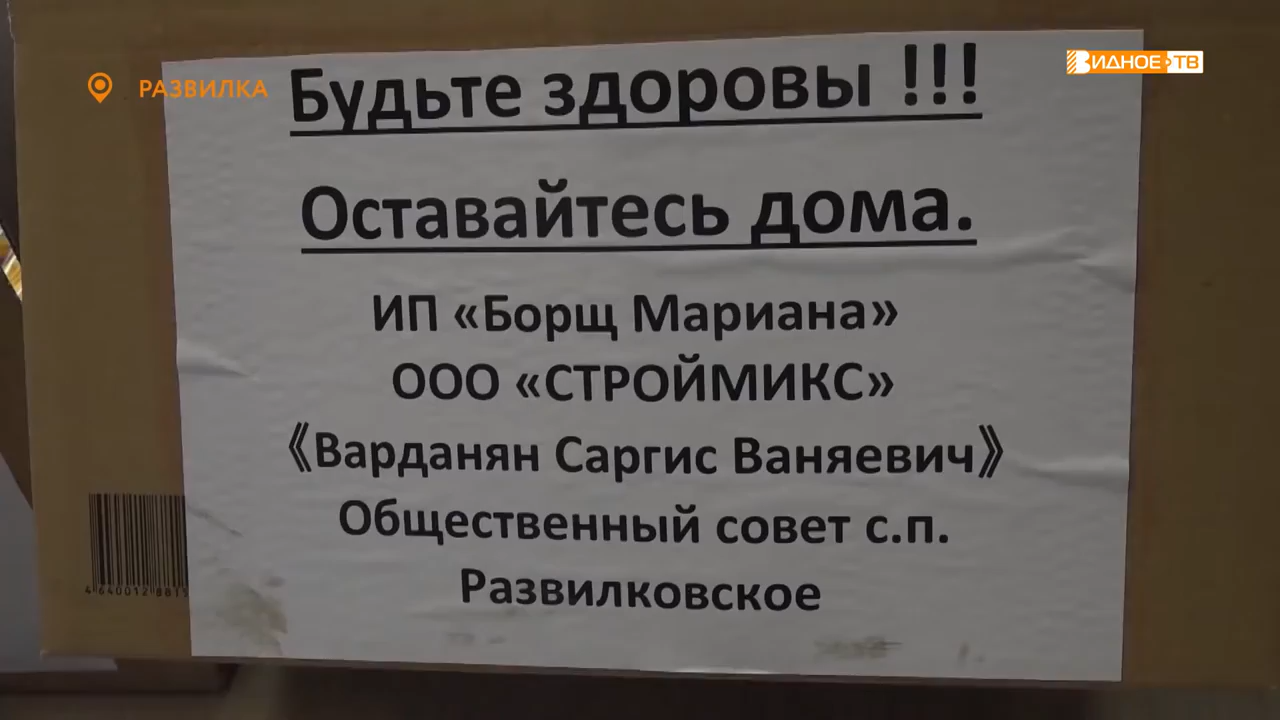 РАЗВИЛКА
ВИДНОЕ ТВ
Будьте здоровы !!!
Оставайтесь дома.
ИП «Борщ Мариана»
ООО «СТРОЙМИКС»
《Варданян Саргис Ваняевич》
Общественный совет с.п.
Развилковское